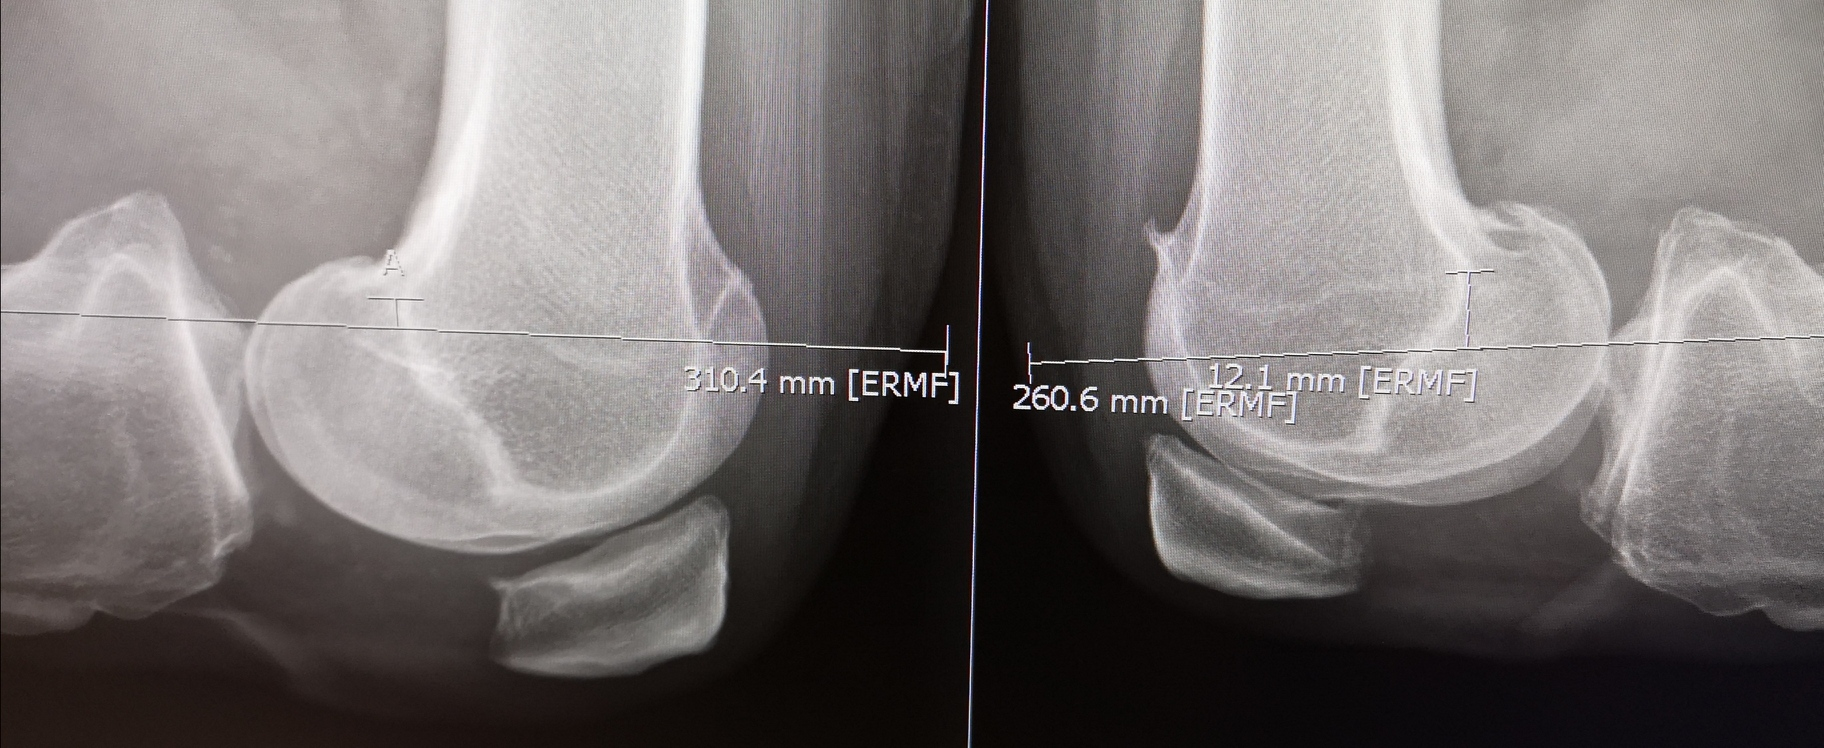 A
310.4 mm [ERMF]
12.1 mm [ERMF]
260.6 mm [ERMF]